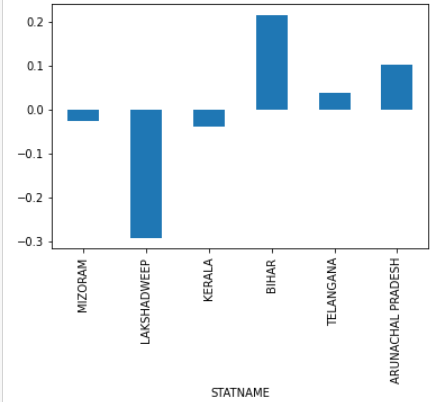 0.2
0.1
0.0
−0.1
−0.2
−0.3
MIZORAM
LAKSHADWEEP
KERALA
BIHAR
TELANGANA
ARUNACHAL PRADESH
STATNAME